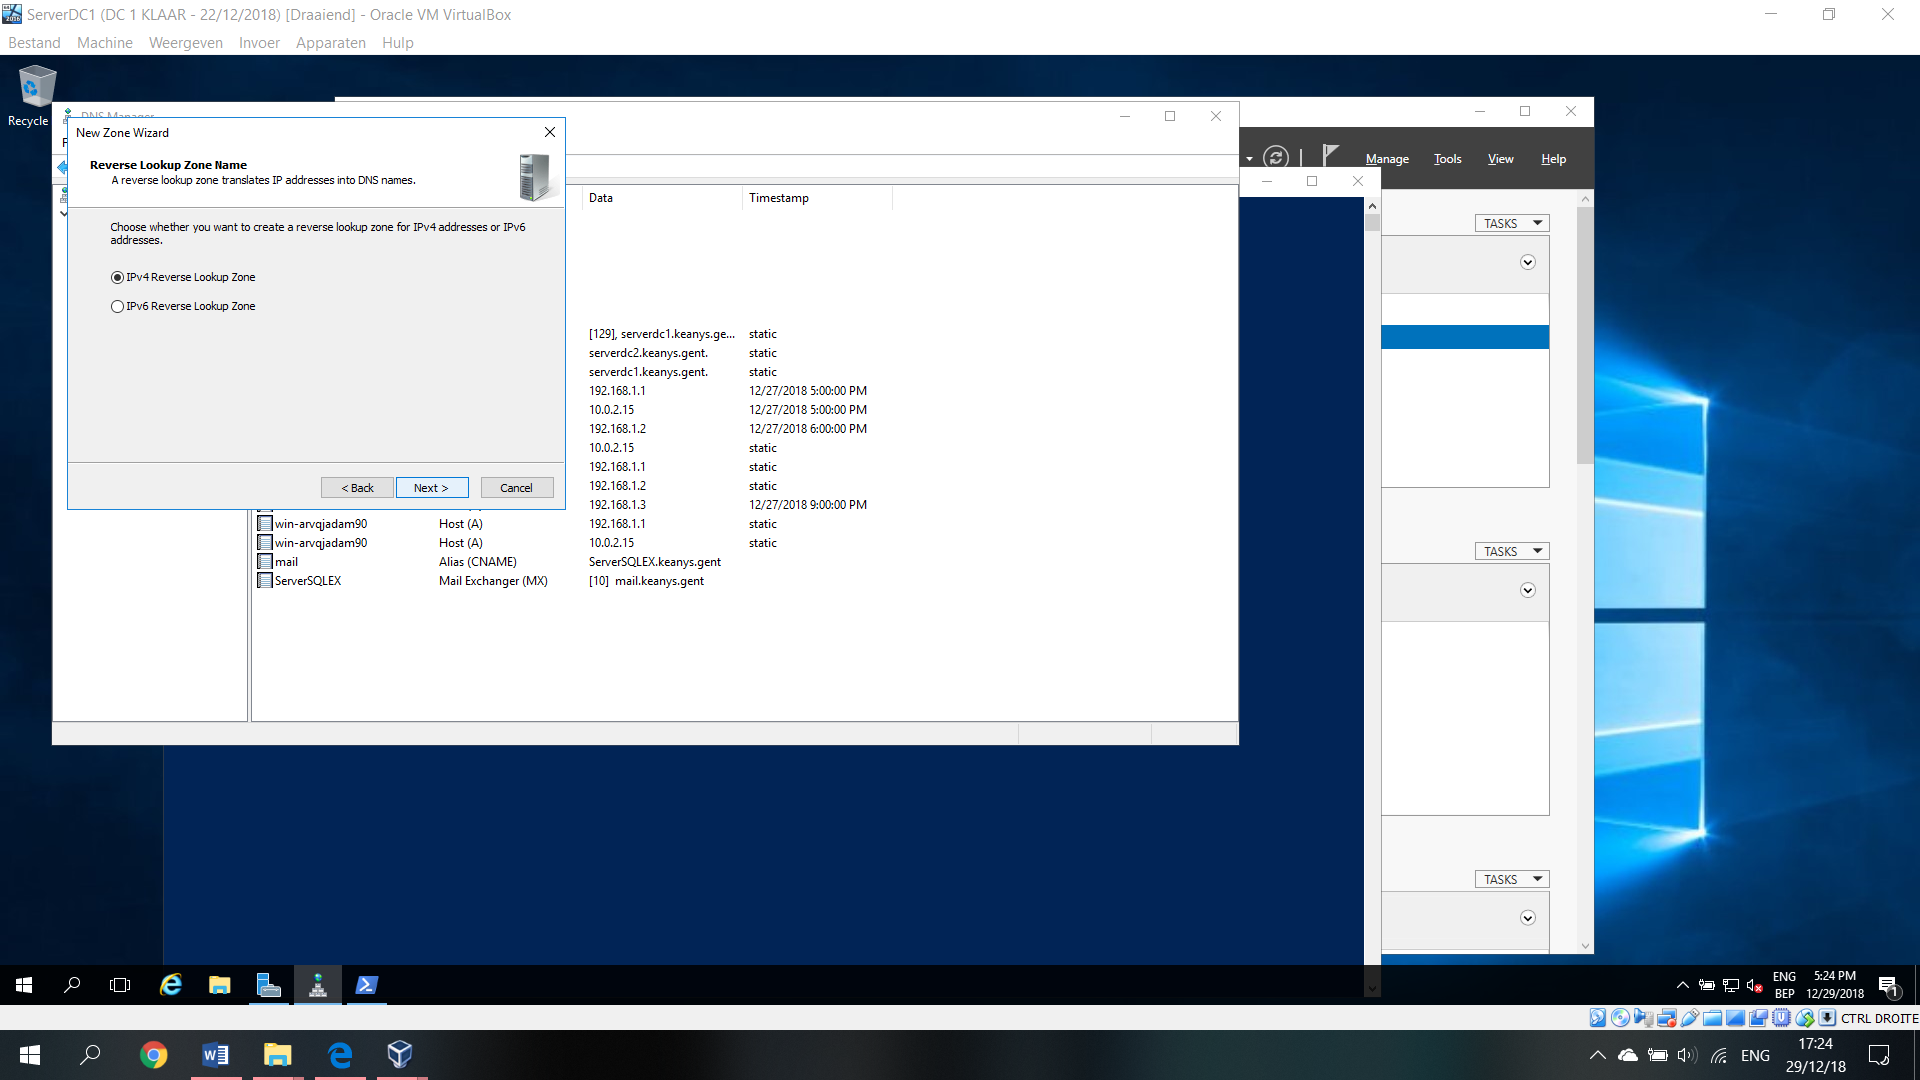 ServerDC1 (DC 1 KLAAR - 22/12/2018) [Draaiend] - Oracle VM VirtualBox
Bestand Machine Weergeven Invoer Apparaten Hulp
Recycle
DNS Manager
New Zone Wizard
Reverse Lookup Zone Name
A reverse lookup zone translates IP addresses into DNS names.
Choose whether you want to create a reverse lookup zone for IPv4 addresses or IPv6
addresses.
IPv4 Reverse Lookup Zone
IPv6 Reverse Lookup Zone
< Back Next > Cancel
Manage Tools View Help
Data Timestamp
[129], serverdc1.keanys.ge... static
serverdc2.keanys.gent. static
serverdc1.keanys.gent. static
192.168.1.1 12/27/2018 5:00:00 PM
10.0.2.15 12/27/2018 5:00:00 PM
192.168.1.2 12/27/2018 6:00:00 PM
10.0.2.15 static
192.168.1.1 static
192.168.1.2 static
192.168.1.3 12/27/2018 9:00:00 PM
win-arvqjadam90 Host (A) 192.168.1.1 static
win-arvqjadam90 Host (A) 10.0.2.15 static
mail Alias (CNAME) ServerSQLEX.keanys.gent
ServerSQLEX Mail Exchanger (MX) [10] mail.keanys.gent
TASKS
TASKS
TASKS
ENG 5:24 PM
BEP 12/29/2018
1
CTRL DROITE
ENG 17:24
29/12/18